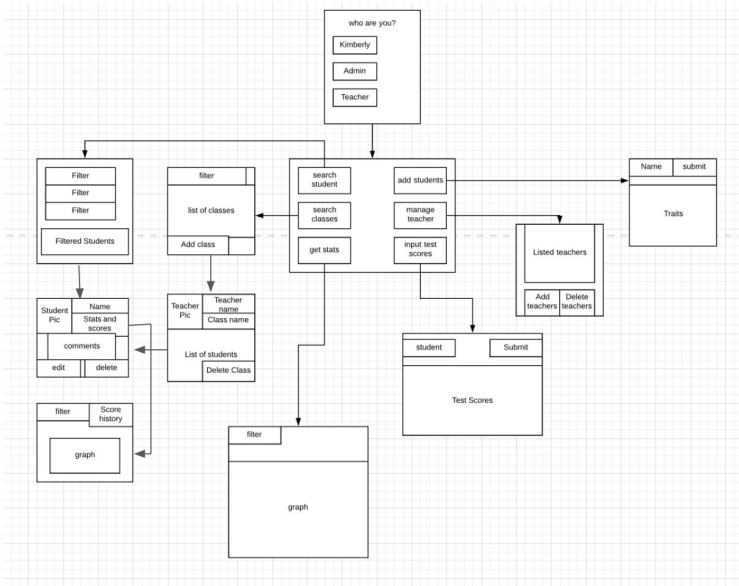 who are you?
Kimberly
Admin
Teacher
search
student
add students
search
classes
manage
teacher
get stats
input test
scores
Filter
Filter
Filter
Filtered Students
filter
list of classes
Add class
Name
submit
Traits
Listed teachers
Add
teachers
Delete
teachers
Student
Pic
Name
Stats and
scores
comments
edit
delete
Teacher
Pic
Teacher
name
Class name
List of students
Delete Class
student
Submit
Test Scores
filter
Score
history
graph
filter
graph